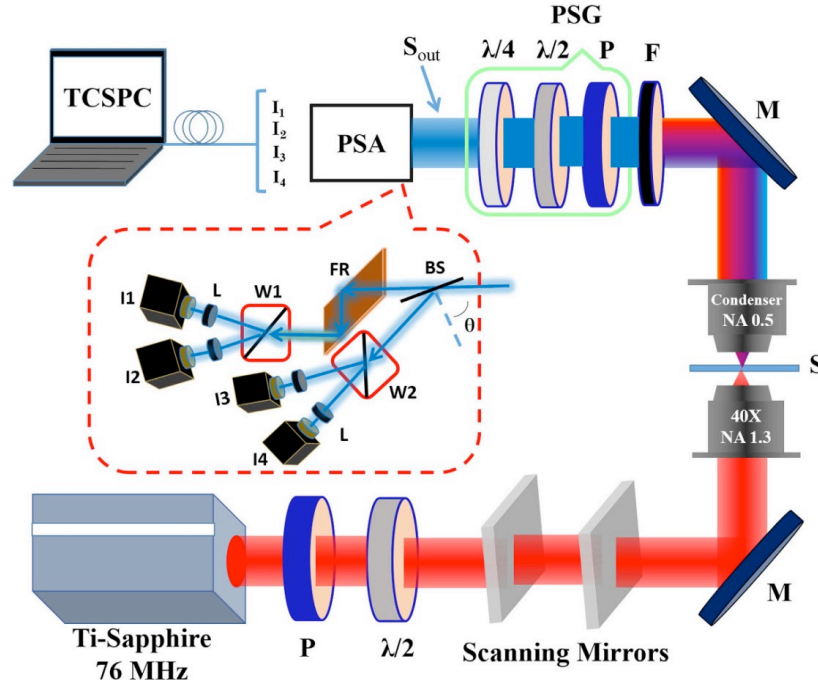 PSG
S_out
λ/4
λ/2
P
F
M
TCSPC
I₁
I₂
I₃
I₄
PSA
FR
BS
I1
L
W1
θ
I2
W2
I3
L
I4
Condenser
NA 0.5
S
40X
NA 1.3
M
Ti-Sapphire
76 MHz
P
λ/2
Scanning Mirrors